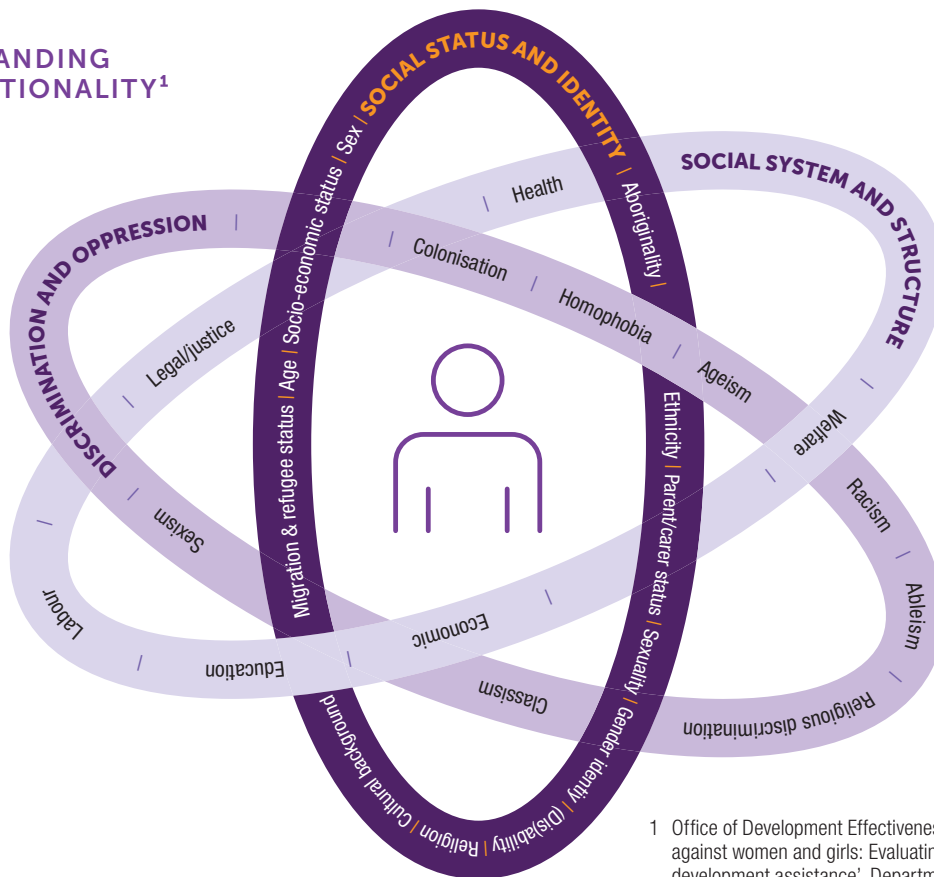 ANDING
TIONALITY¹
SOCIAL STATUS AND IDENTITY | Aboriginality |
Ethnicity | Parent/carer status | Sexuality | Gender identity | (Dis)ability | Religion | Cultural background
Migration & refugee status | Age | Socio-economic status | Sex |
SOCIAL SYSTEM AND STRUCTURE
| Welfare |
| Economic | Education | Labour | Legal/justice
| Health
DISCRIMINATION AND OPPRESSION |
| Colonisation | Homophobia | Ageism
Racism | Ableism | Religious discrimination
Classism
Sexism |
1 Office of Development Effectivenes
against women and girls: Evaluatin
development assistance', Departm